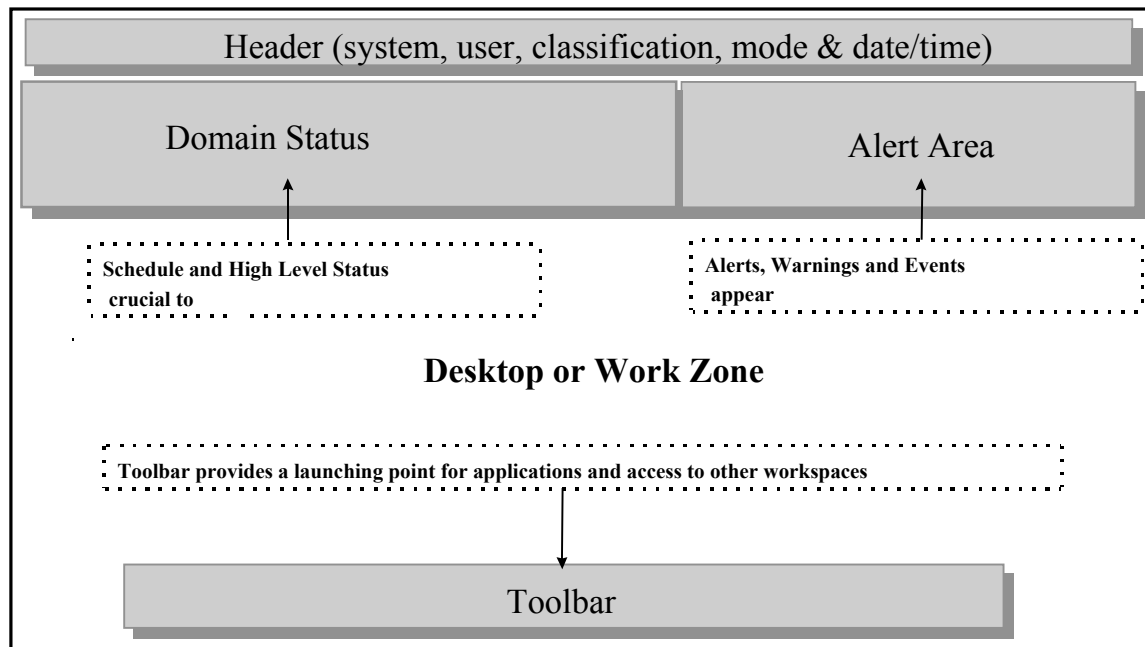 Header (system, user, classification, mode & date/time)
Domain Status
Alert Area
Schedule and High Level Status
crucial to
Alerts, Warnings and Events
appear
Desktop or Work Zone
Toolbar provides a launching point for applications and access to other workspaces
Toolbar